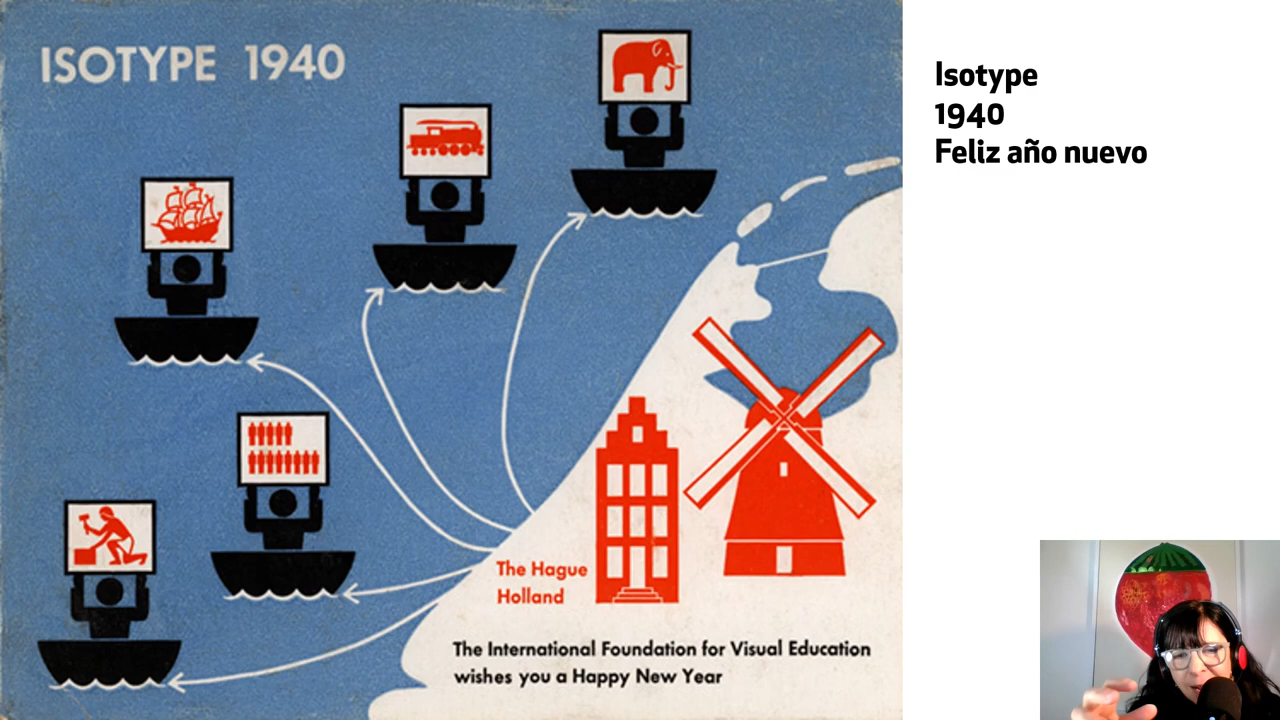 ISOTYPE 1940
The Hague
Holland
The International Foundation for Visual Education
wishes you a Happy New Year
Isotype
1940
Feliz año nuevo